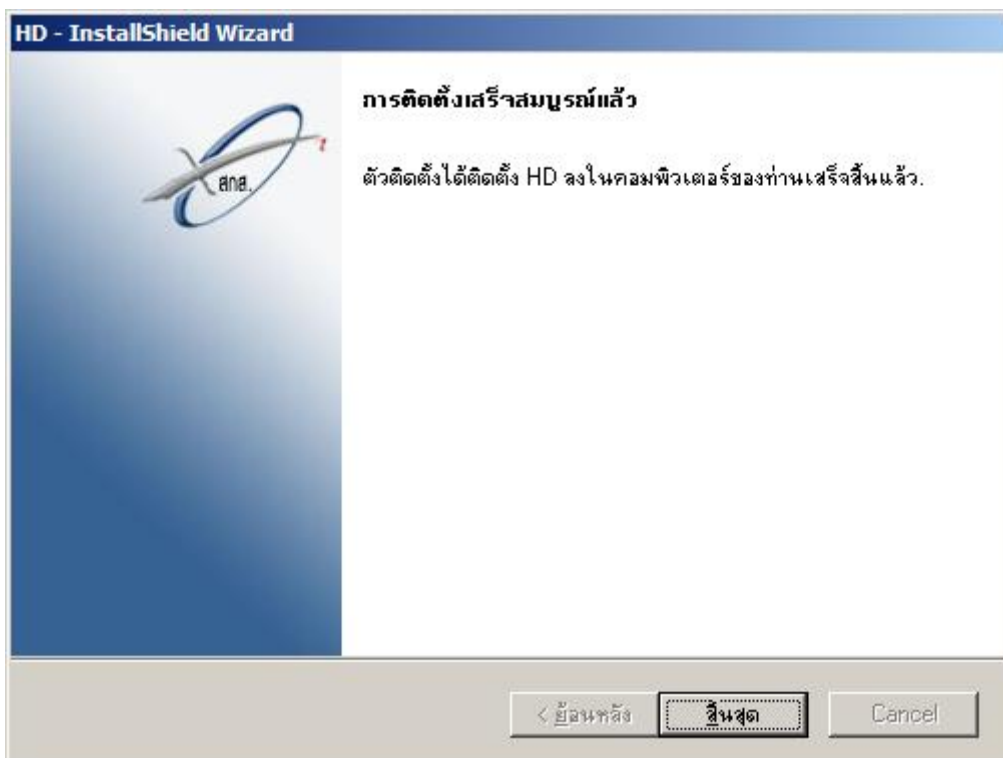 HD - InstallShield Wizard
การติดตั้งเสร็จสมบูรณ์แล้ว
สกส.
ตัวติดตั้งได้ติดตั้ง HD ลงในคอมพิวเตอร์ของท่านเสร็จสิ้นแล้ว.
< ย้อนหลัง
สิ้นสุด
Cancel